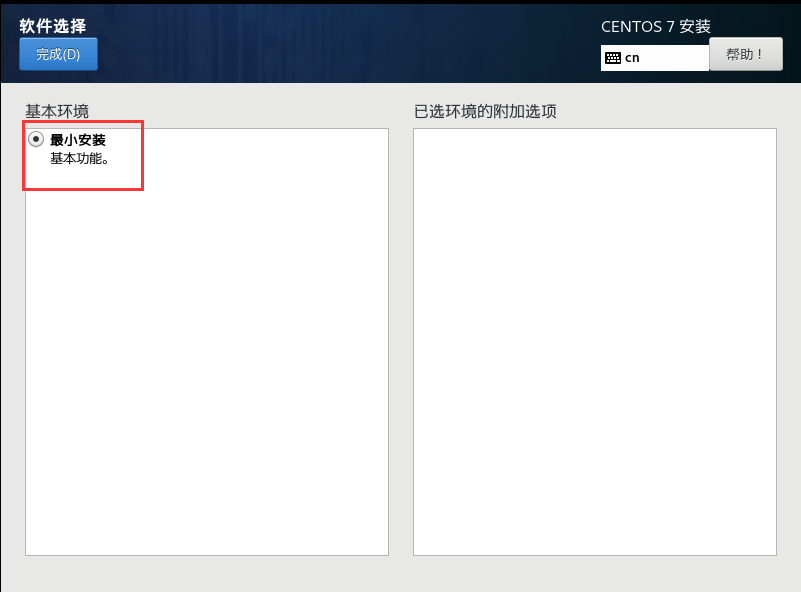 软件选择
完成(D)
CENTOS 7 安装
cn
帮助！
基本环境
最小安装
基本功能。
已选环境的附加选项